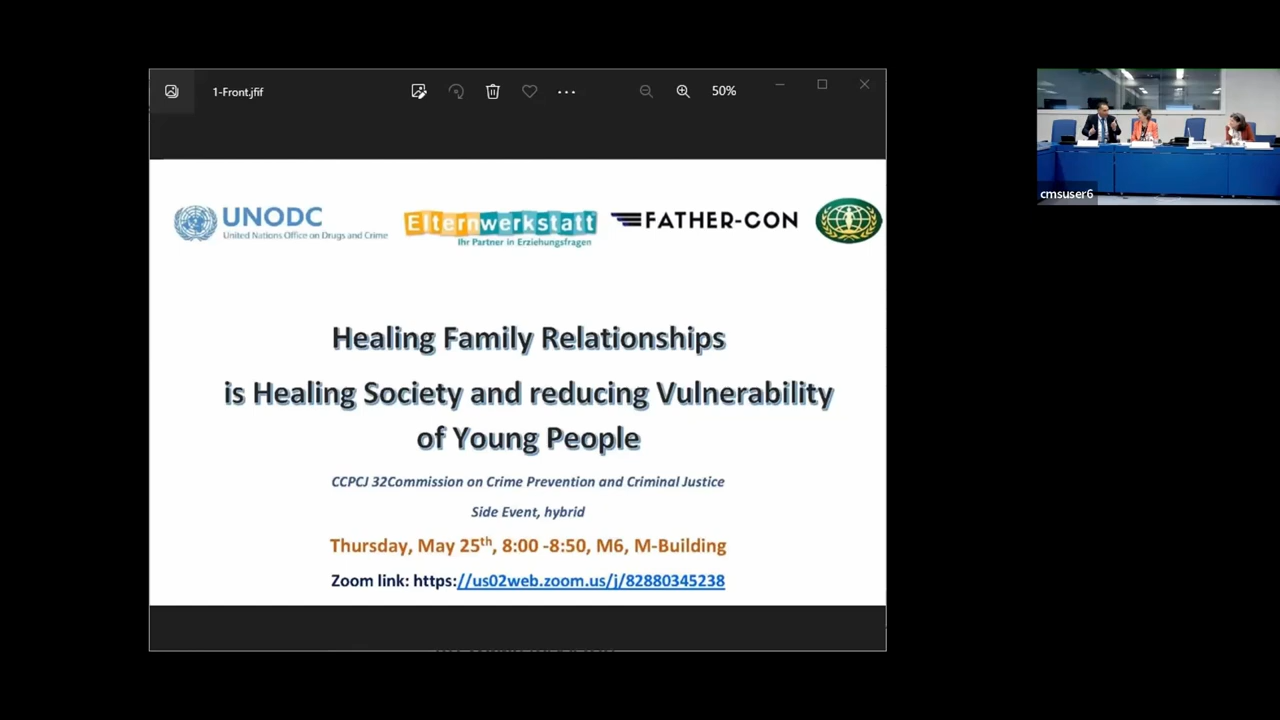 1-Front.jfif
50%
UNODC
United Nations Office on Drugs and Crime
Elternwerkstatt
Ihr Partner in Erziehungsfragen
FATHER-CON
Healing Family Relationships
is Healing Society and reducing Vulnerability
of Young People
CCPCJ 32Commission on Crime Prevention and Criminal Justice
Side Event, hybrid
Thursday, May 25th, 8:00 -8:50, M6, M-Building
Zoom link: https://us02web.zoom.us/j/82880345238
cmsuser6